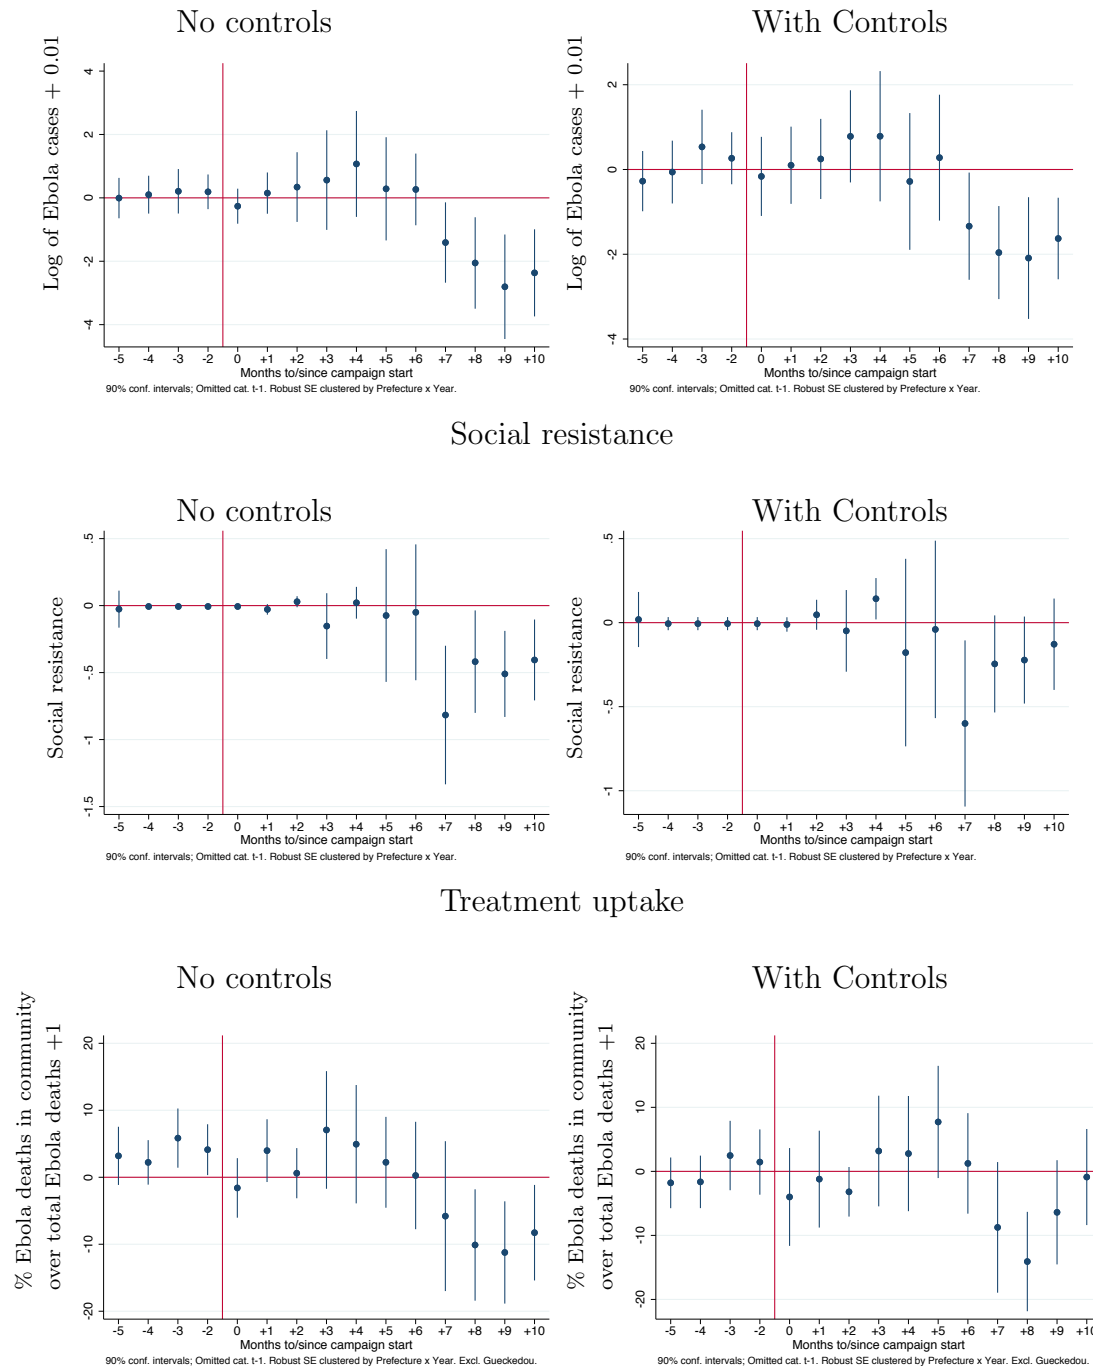 No controls
With Controls
Log of Ebola cases + 0.01
4
2
0
-2
-4
-5 -4 -3 -2 0 +1 +2 +3 +4 +5 +6 +7 +8 +9 +10
Months to/since campaign start
90% conf. intervals; Omitted cat. t-1. Robust SE clustered by Prefecture x Year.
Log of Ebola cases + 0.01
2
0
-2
-4
-5 -4 -3 -2 0 +1 +2 +3 +4 +5 +6 +7 +8 +9 +10
Months to/since campaign start
90% conf. intervals; Omitted cat. t-1. Robust SE clustered by Prefecture x Year.
Social resistance
No controls
With Controls
Social resistance
.5
0
-.5
-1
-1.5
-5 -4 -3 -2 0 +1 +2 +3 +4 +5 +6 +7 +8 +9 +10
Months to/since campaign start
90% conf. intervals; Omitted cat. t-1. Robust SE clustered by Prefecture x Year.
Social resistance
.5
0
-.5
-1
-5 -4 -3 -2 0 +1 +2 +3 +4 +5 +6 +7 +8 +9 +10
Months to/since campaign start
90% conf. intervals; Omitted cat. t-1. Robust SE clustered by Prefecture x Year.
Treatment uptake
No controls
With Controls
% Ebola deaths in community
over total Ebola deaths +1
20
10
0
-10
-20
-5 -4 -3 -2 0 +1 +2 +3 +4 +5 +6 +7 +8 +9 +10
Months to/since campaign start
90% conf. intervals; Omitted cat. t-1. Robust SE clustered by Prefecture x Year. Excl. Gueckedou.
% Ebola deaths in community
over total Ebola deaths +1
20
10
0
-10
-20
-5 -4 -3 -2 0 +1 +2 +3 +4 +5 +6 +7 +8 +9 +10
Months to/since campaign start
90% conf. intervals; Omitted cat. t-1. Robust SE clustered by Prefecture x Year. Excl. Gueckedou.